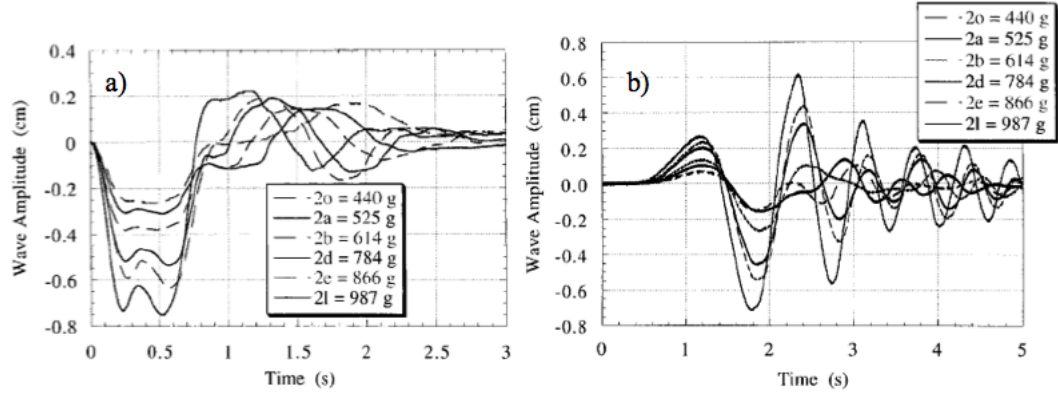 a)
0.4
0.2
0
-0.2
-0.4
-0.6
-0.8
Wave Amplitude (cm)
2o = 440 g
2a = 525 g
2b = 614 g
2d = 784 g
2e = 866 g
2l = 987 g
0 0.5 1 1.5 2 2.5 3
Time (s)
b)
2o = 440 g
2a = 525 g
2b = 614 g
2d = 784 g
2e = 866 g
2l = 987 g
0.8
0.6
0.4
0.2
0.0
-0.2
-0.4
-0.6
-0.8
Wave Amplitude (cm)
0 1 2 3 4 5
Time (s)